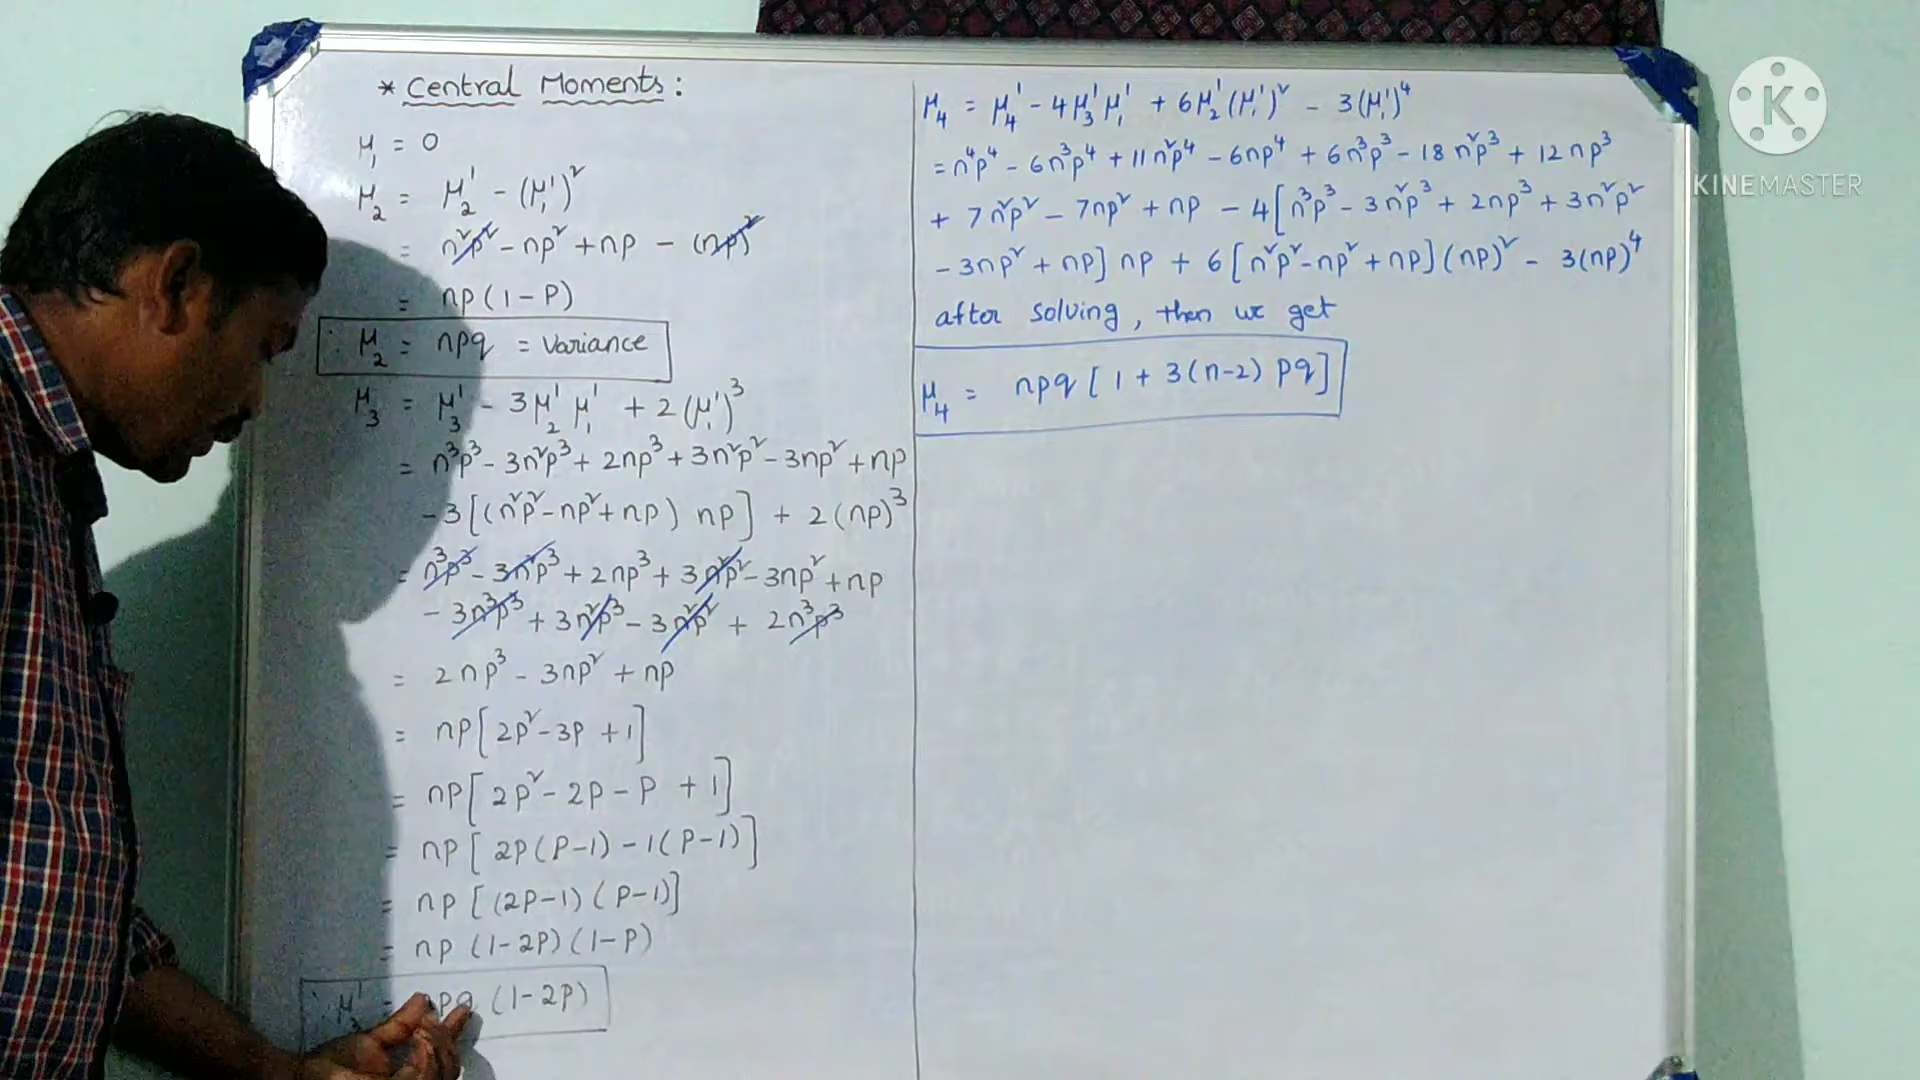 * Central Moments :
μ₁ = 0
μ₂ = μ₂' - (μ₁')²
= n²p² - np² + np - (np)²
= np(1-P)
∴ μ₂ = npq = Variance
μ₃ = μ₃' - 3μ₂'μ₁' + 2(μ₁')³
= n³p³ - 3n²p³ + 2np³ + 3n²p² - 3np² + np
- 3[(n²p² - np² + np) np] + 2(np)³
= n³p³ - 3n²p³ + 2np³ + 3n²p² - 3np² + np
- 3n³p³ + 3n²p³ - 3n²p² + 2n³p³
= 2np³ - 3np² + np
= np[2p² - 3p + 1]
= np[2p² - 2p - p + 1]
= np[2p(p-1) - 1(p-1)]
= np[(2p-1)(p-1)]
= np(1-2p)(1-p)
∴ μ₃' = npq (1-2p)
μ₄ = μ₄' - 4μ₃'μ₁' + 6μ₂'(μ₁')² - 3(μ₁')⁴
= n⁴p⁴ - 6n³p⁴ + 11n²p⁴ - 6np⁴ + 6n³p³ - 18n²p³ + 12np³
+ 7n²p² - 7np² + np - 4[n³p³ - 3n²p³ + 2np³ + 3n²p²
- 3np² + np] np + 6[n²p² - np² + np](np)² - 3(np)⁴
after solving, then we get
μ₄ = npq [1 + 3(n-2) pq]
K
KINEMASTER